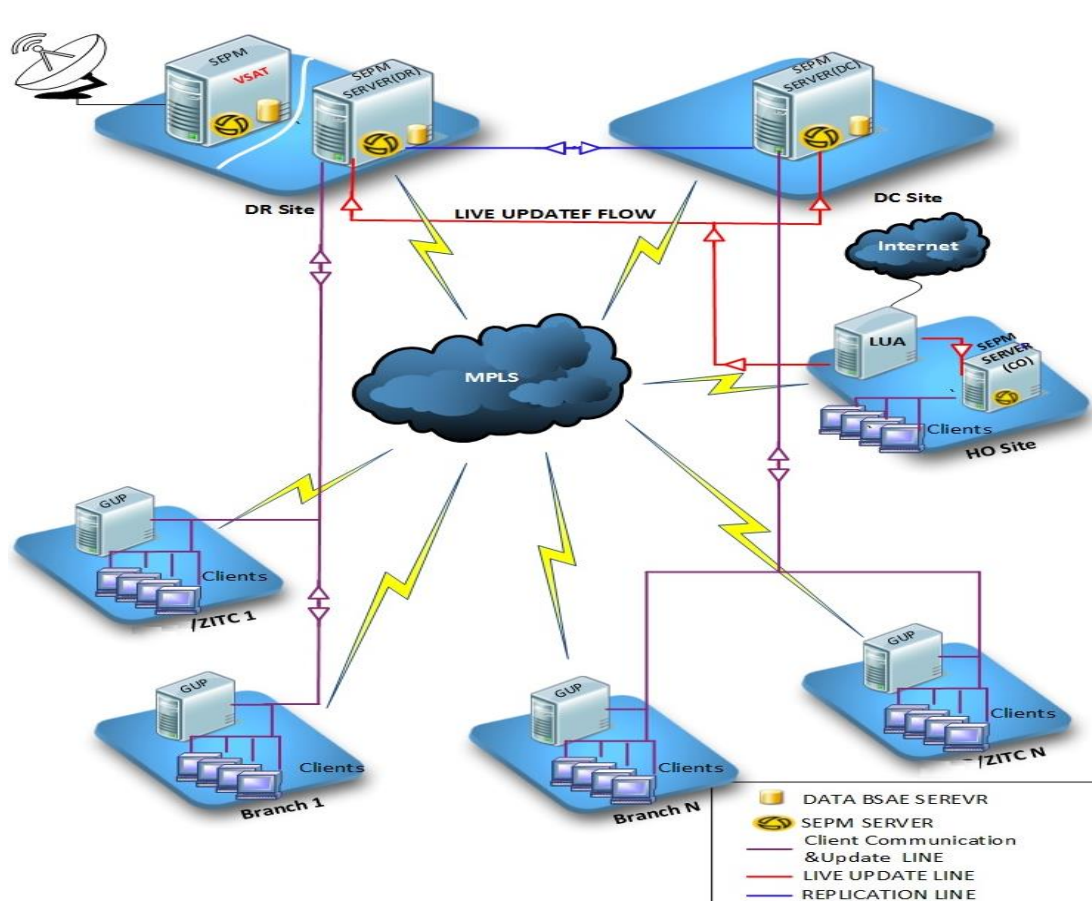 SEPM
VSAT
SEPM
SERVER(DR)
SEPM
SERVER(DC)
DR Site
DC Site
LIVE UPDATEF FLOW
Internet
LUA
SEPM
SERVER
(CO)
Clients
HO Site
MPLS
GUP
Clients
/ZITC 1
GUP
Clients
Branch 1
GUP
Clients
Branch N
GUP
Clients
/ZITC N
DATA BSAE SEREVR
SEPM SERVER
Client Communication
&Update LINE
LIVE UPDATE LINE
REPLICATION LINE